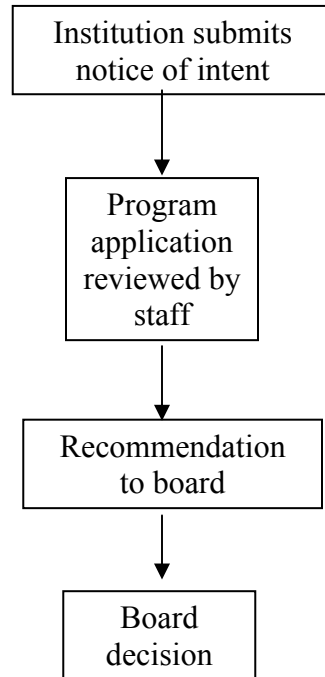 Institution submits
notice of intent
Program
application
reviewed by
staff
Recommendation
to board
Board
decision